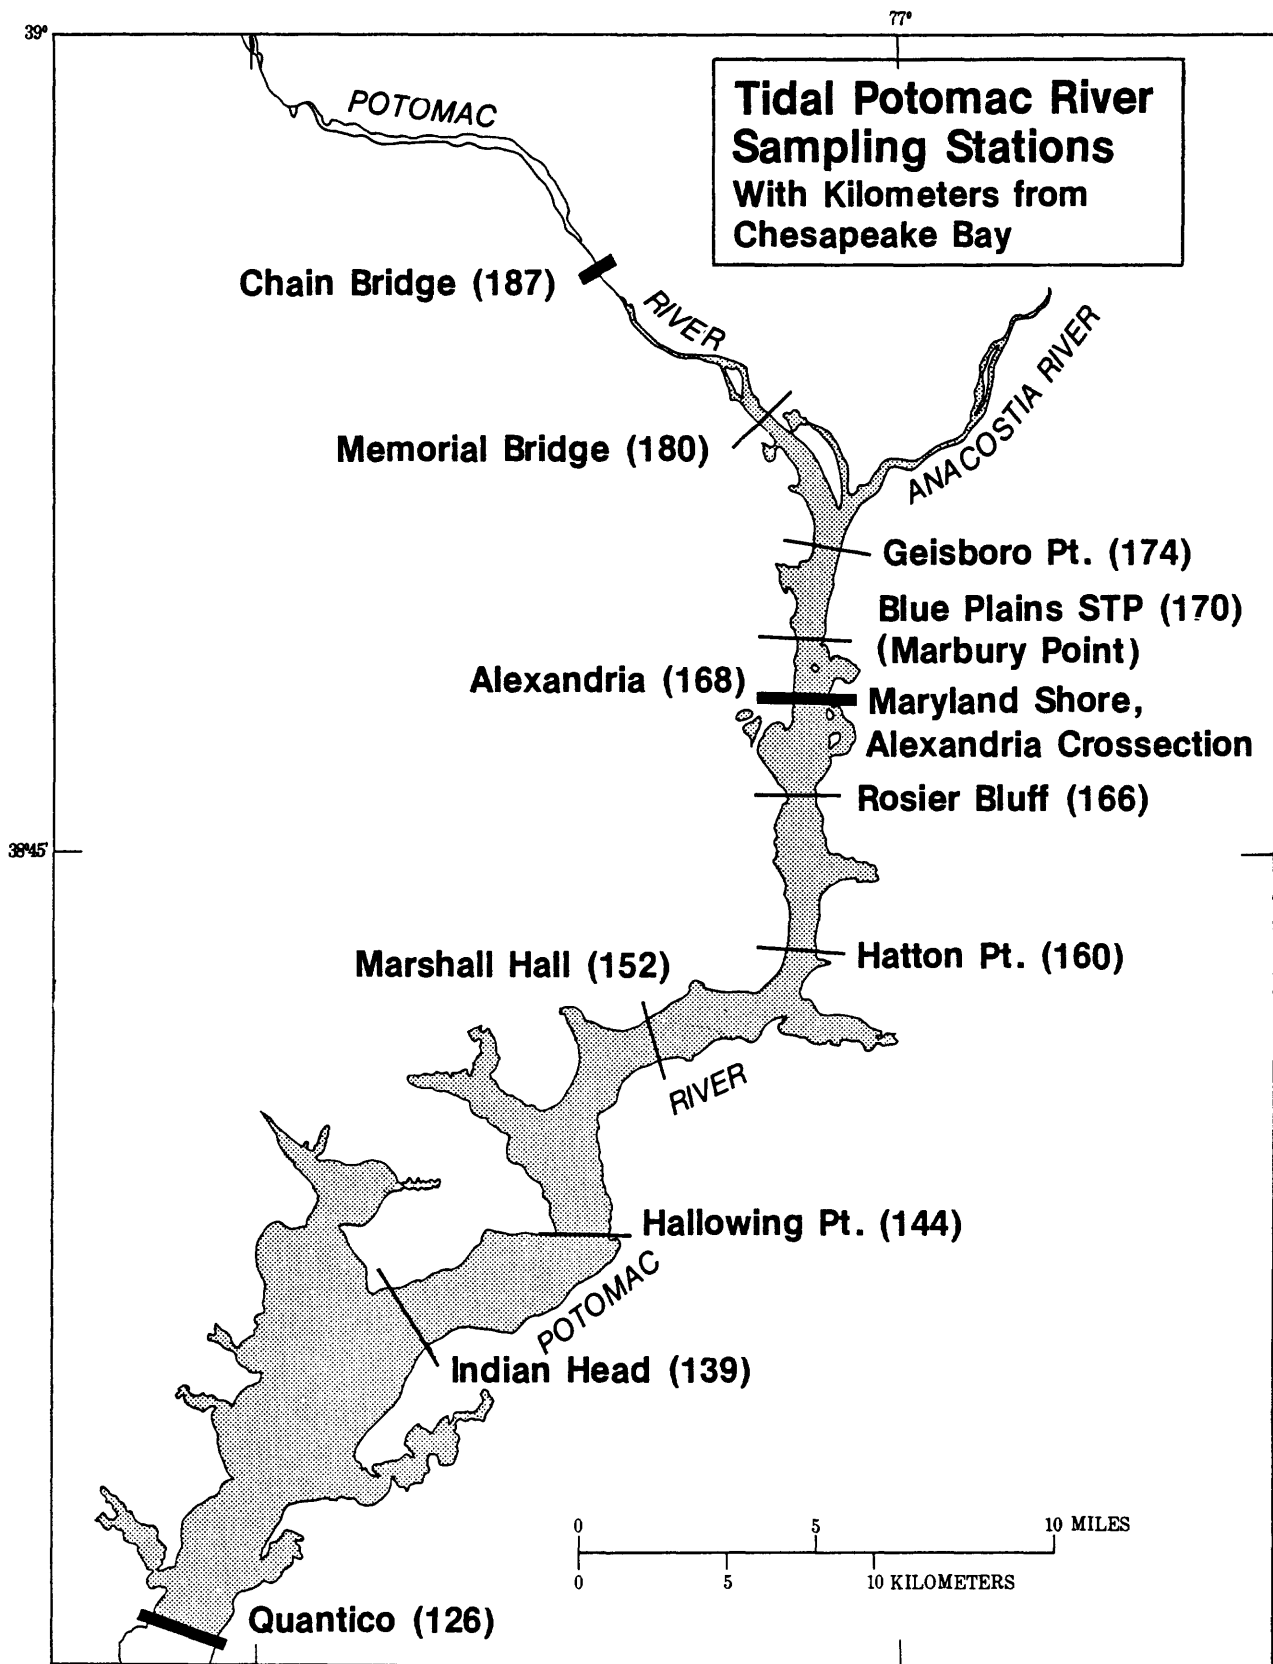 77°
39°
Tidal Potomac River
Sampling Stations
With Kilometers from
Chesapeake Bay
POTOMAC
Chain Bridge (187)
RIVER
ANACOSTIA RIVER
Memorial Bridge (180)
Geisboro Pt. (174)
Blue Plains STP (170)
(Marbury Point)
Alexandria (168)
Maryland Shore,
Alexandria Crossection
Rosier Bluff (166)
38°45'
Hatton Pt. (160)
Marshall Hall (152)
RIVER
Hallowing Pt. (144)
POTOMAC
Indian Head (139)
0 5 10 MILES
0 5 10 KILOMETERS
Quantico (126)